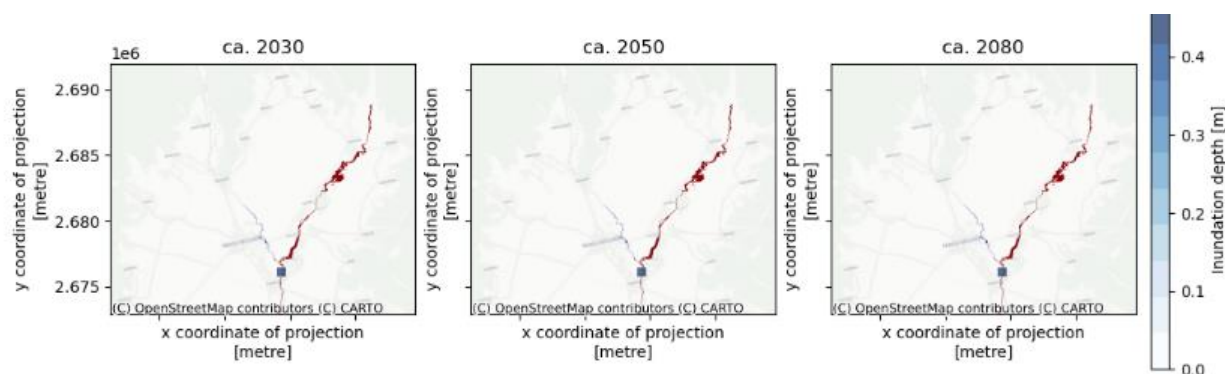 ca. 2030
ca. 2050
ca. 2080
1e6
2.690
2.685
2.680
2.675
y coordinate of projection
[metre]
y coordinate of projection
[metre]
y coordinate of projection
[metre]
(C) OpenStreetMap contributors (C) CARTO
(C) OpenStreetMap contributors (C) CARTO
(C) OpenStreetMap contributors (C) CARTO
x coordinate of projection
[metre]
x coordinate of projection
[metre]
x coordinate of projection
[metre]
0.4
0.3
0.2
0.1
0.0
Inundation depth [m]